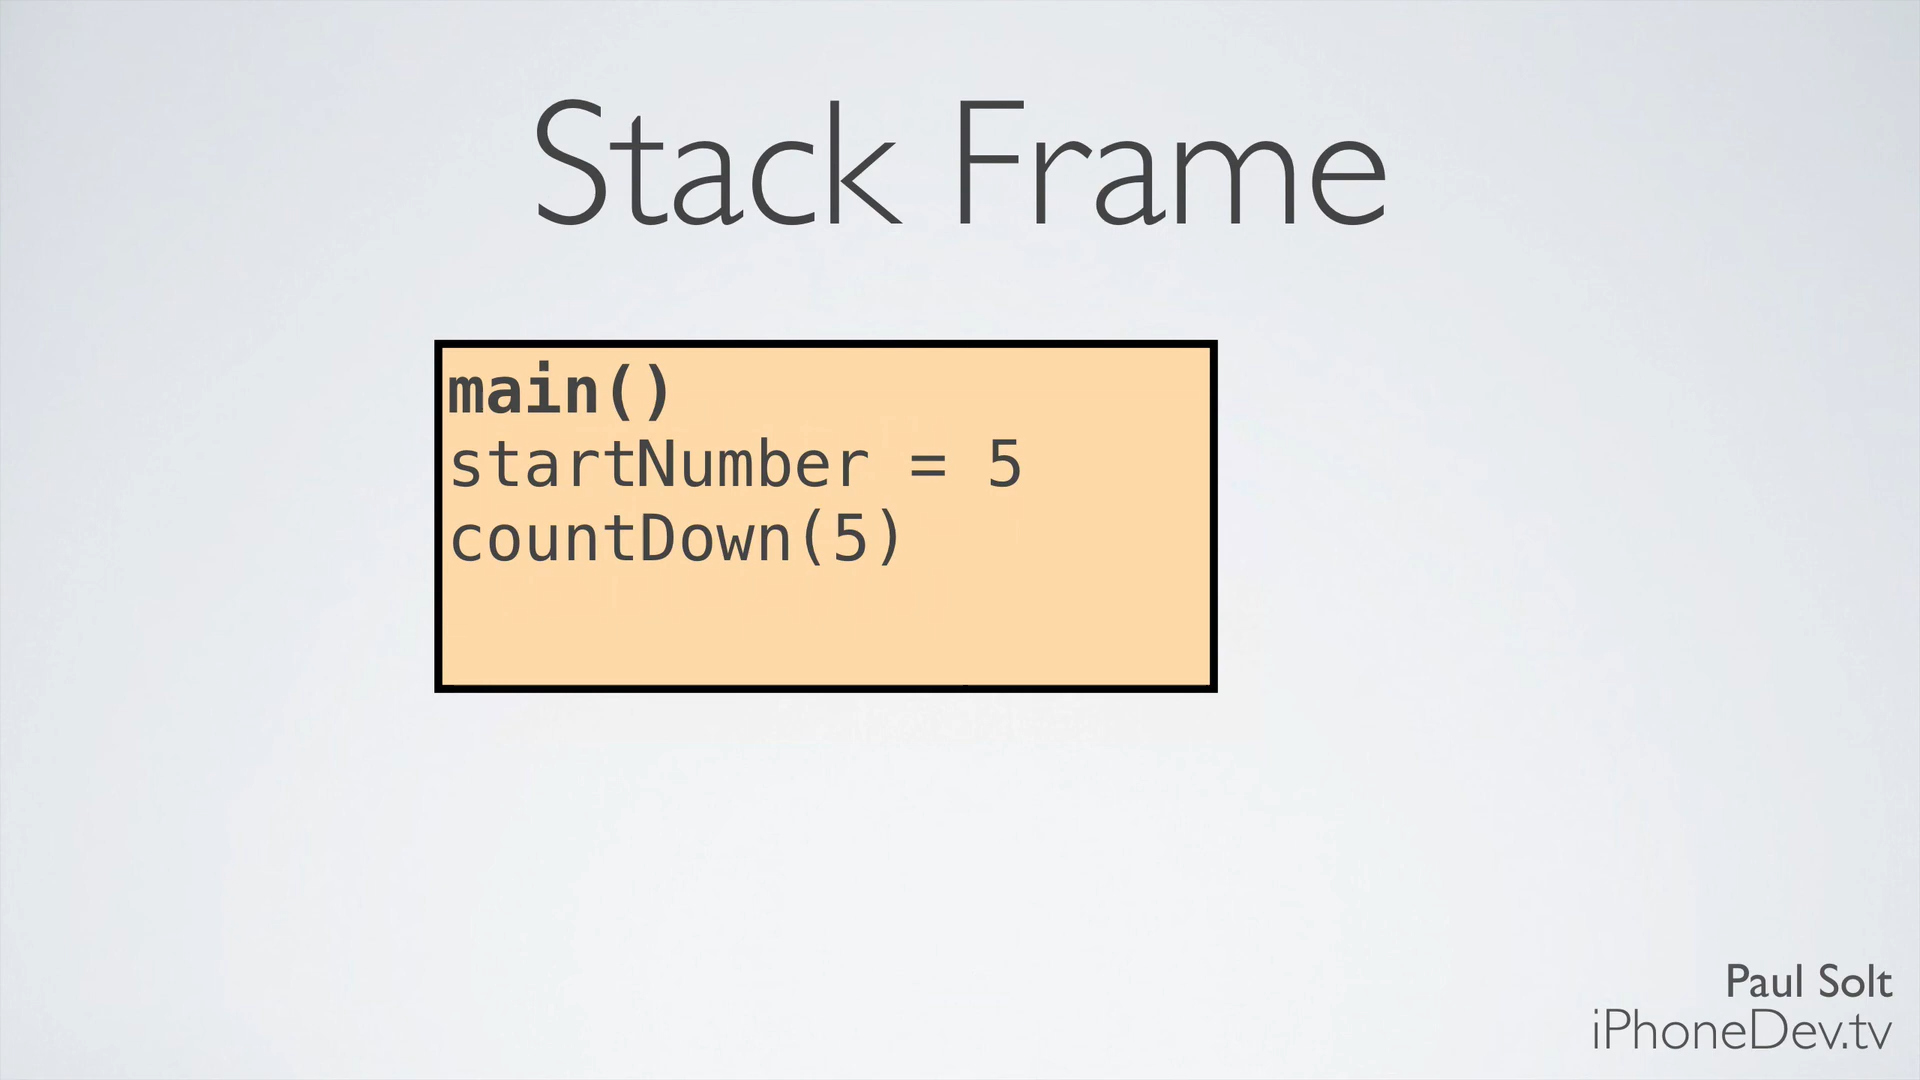 Stack Frame
main()
startNumber = 5
countDown(5)
Paul Solt
iPhoneDev.tv